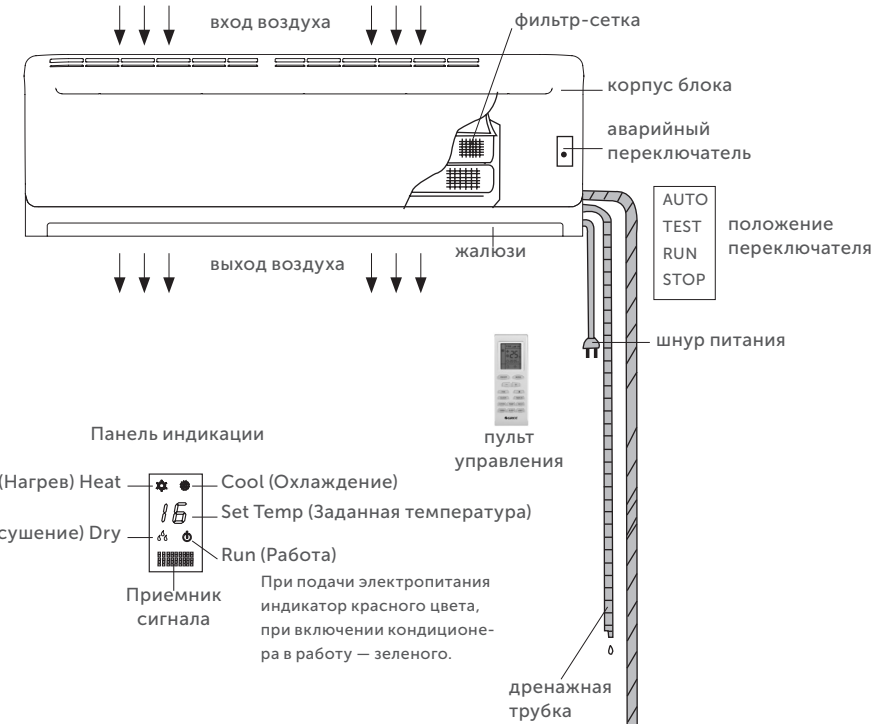 вход воздуха
фильтр-сетка
корпус блока
аварийный
переключатель
AUTO
TEST
RUN
STOP
положение
переключателя
жалюзи
выход воздуха
шнур питания
пульт
управления
Панель индикации
(Нагрев) Heat
Cool (Охлаждение)
16
Set Temp (Заданная температура)
сушение) Dry
Run (Работа)
Приемник
сигнала
При подачи электропитания
индикатор красного цвета,
при включении кондиционе-
ра в работу — зеленого.
дренажная
трубка